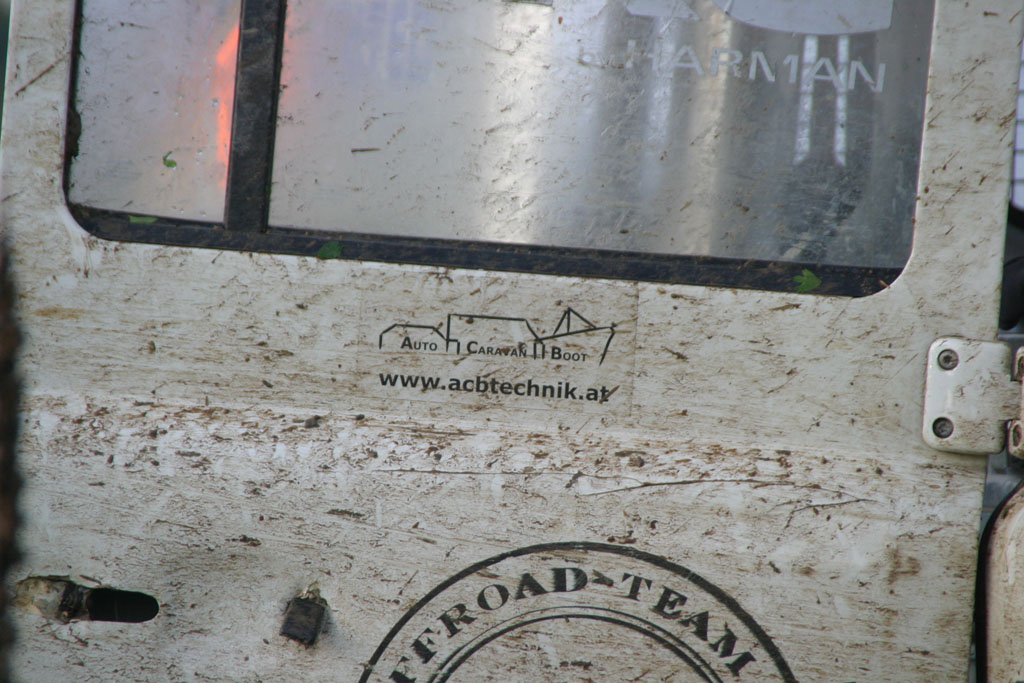 HARMAN
AUTO CARAVAN BOOT
www.acbtechnik.at
FFROAD-TEAM